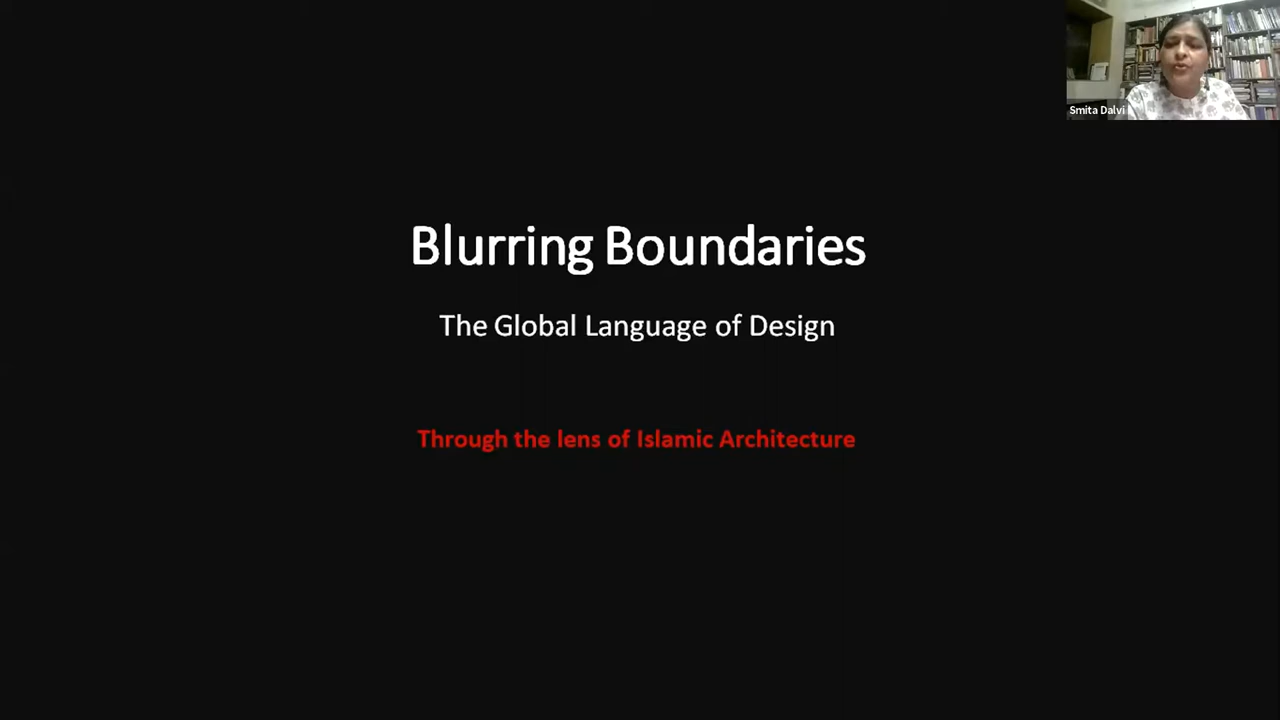 Smita Dalvi
Blurring Boundaries
The Global Language of Design
Through the lens of Islamic Architecture